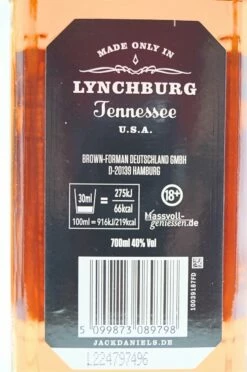 MADE ONLY IN
LYNCHBURG
Tennessee
U.S.A.
BROWN-FORMAN DEUTSCHLAND GMBH
D-20139 HAMBURG
30ml = 275kJ
66kcal
100ml = 916kJ/219kcal
18+
Massvoll-
geniessen.de
700ml 40% Vol
10039187FD
5 099873 089798
JACKDANIELS.DE
L224797496